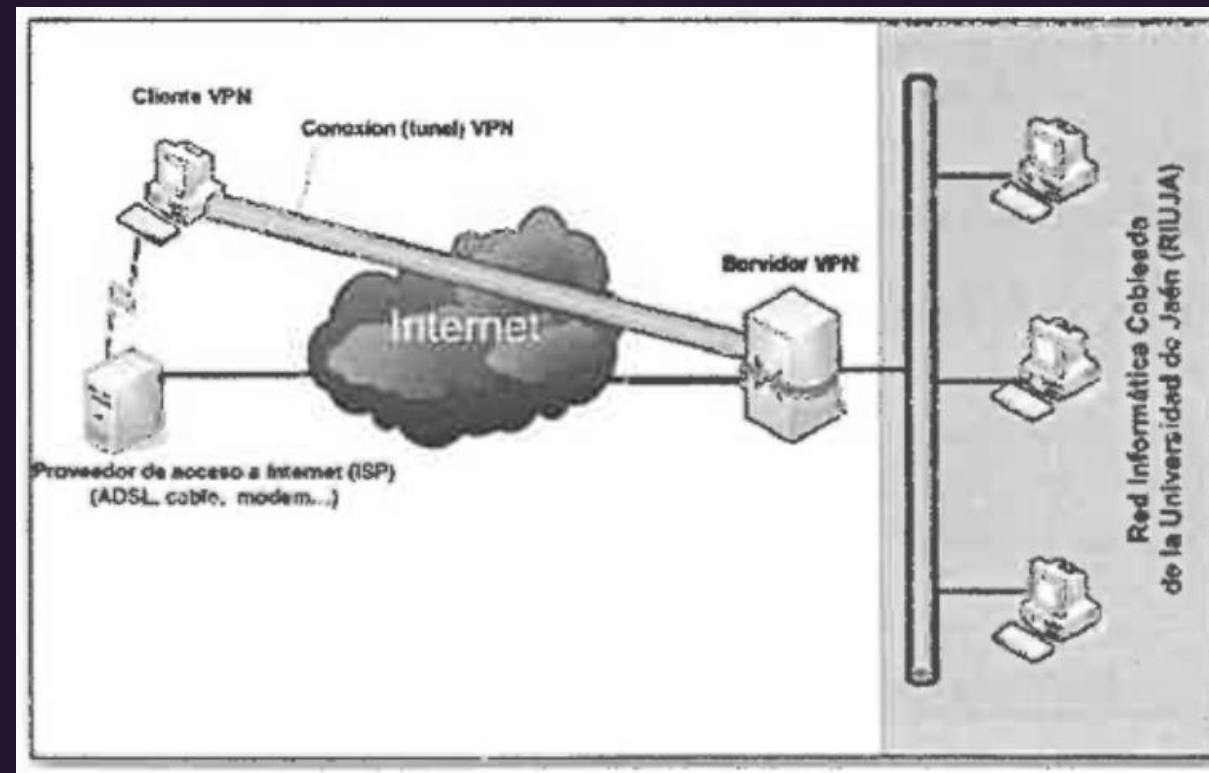 Cliente VPN
Conexion (tunel) VPN
Internet
Servidor VPN
Proveedor de acceso a Internet (ISP)
(ADSL, cable, modem...)
Red Informática Cableada
de la Universidad de Jaén (RIUJA)